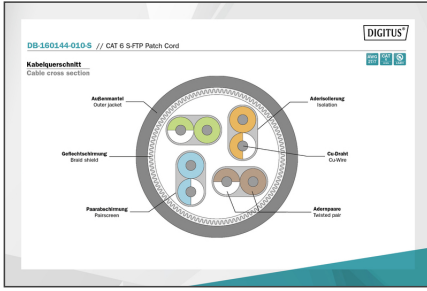 DIGITUS®
DB-160144-010-S // CAT 6 S-FTP Patch Cord
Kabelquerschnitt
Cable cross section
Außenmantel
Outer jacket
Aderisolierung
Isolation
Geflechtschirmung
Braid shield
Cu-Draht
Cu-Wire
Paarabschirmung
Pairscreen
Adernpaare
Twisted pair